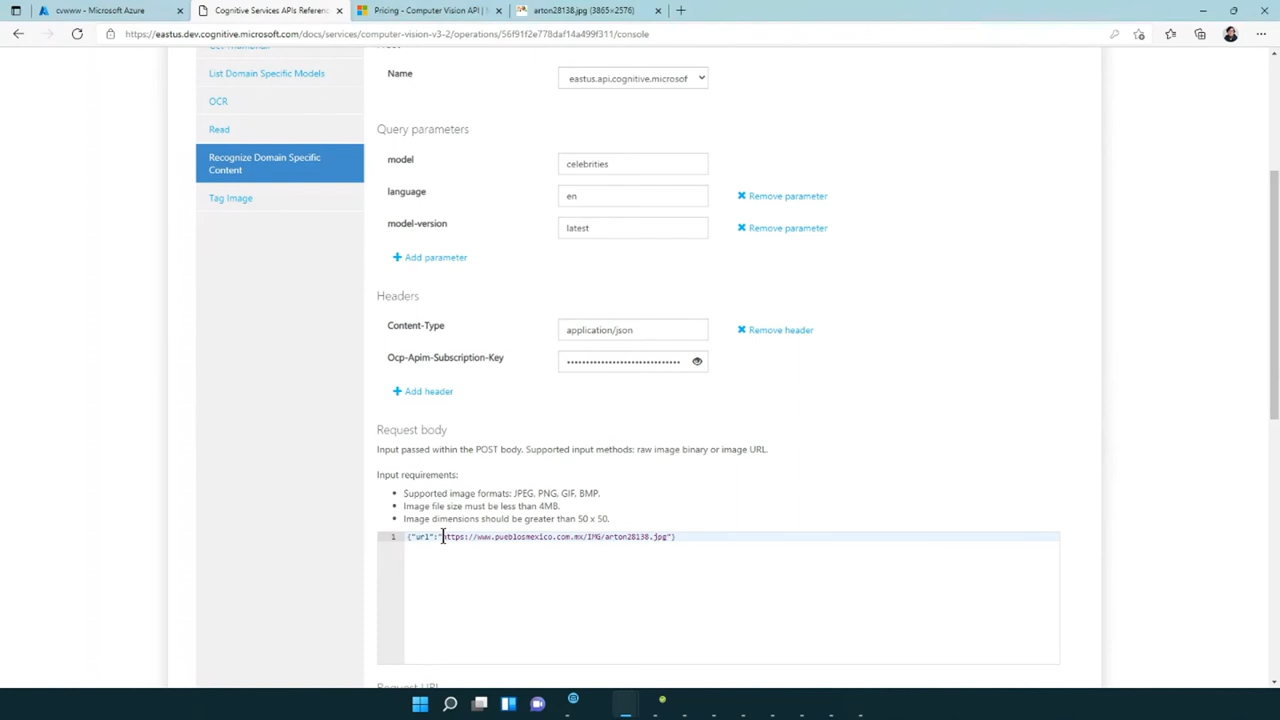 cvwww - Microsoft Azure
Cognitive Services APIs Referen
Pricing - Computer Vision API | M
arton28138.jpg (3865×2576)
https://eastus.dev.cognitive.microsoft.com/docs/services/computer-vision-v3-2/operations/56f91f2e778daf14a499f311/console
Get Thumbnail
List Domain Specific Models
OCR
Read
Recognize Domain Specific
Content
Tag Image
Name
eastus.api.cognitive.microsof
Query parameters
model
celebrities
language
en
Remove parameter
model-version
latest
Remove parameter
Add parameter
Headers
Content-Type
application/json
Remove header
Ocp-Apim-Subscription-Key
Add header
Request body
Input passed within the POST body. Supported input methods: raw image binary or image URL.
Input requirements:
• Supported image formats: JPEG, PNG, GIF, BMP.
• Image file size must be less than 4MB.
• Image dimensions should be greater than 50 x 50.
1 {"url":"https://www.pueblosmexico.com.mx/IMG/arton28138.jpg"}
Request URL